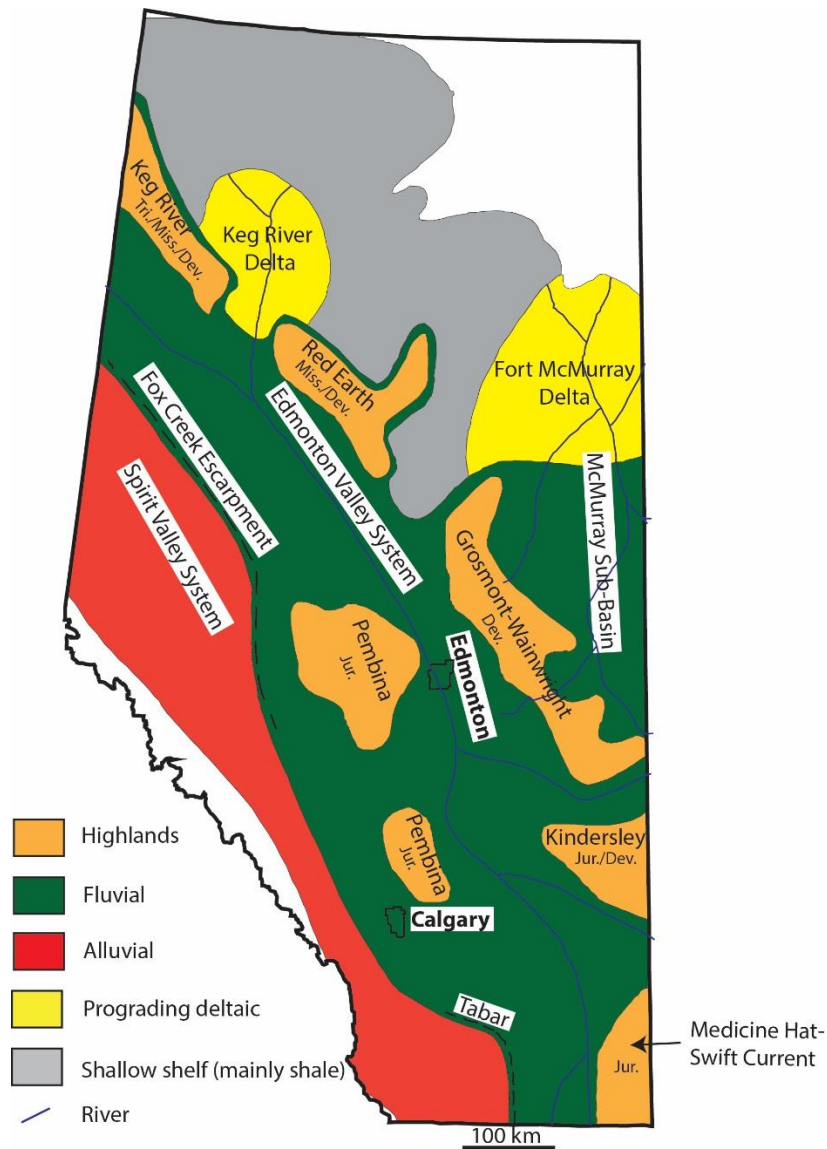 Keg River
Tri./Miss./Dev.
Keg River
Delta
Red Earth
Miss./Dev.
Fort McMurray
Delta
Fox Creek Escarpment
Edmonton Valley System
McMurray Sub-Basin
Spirit Valley System
Grosmont-Wainwright
Dev.
Pembina
Jur.
Edmonton
Pembina
Jur.
Kindersley
Jur./Dev.
Calgary
Tabar
Jur.
Medicine Hat-
Swift Current
Highlands
Fluvial
Alluvial
Prograding deltaic
Shallow shelf (mainly shale)
River
100 km